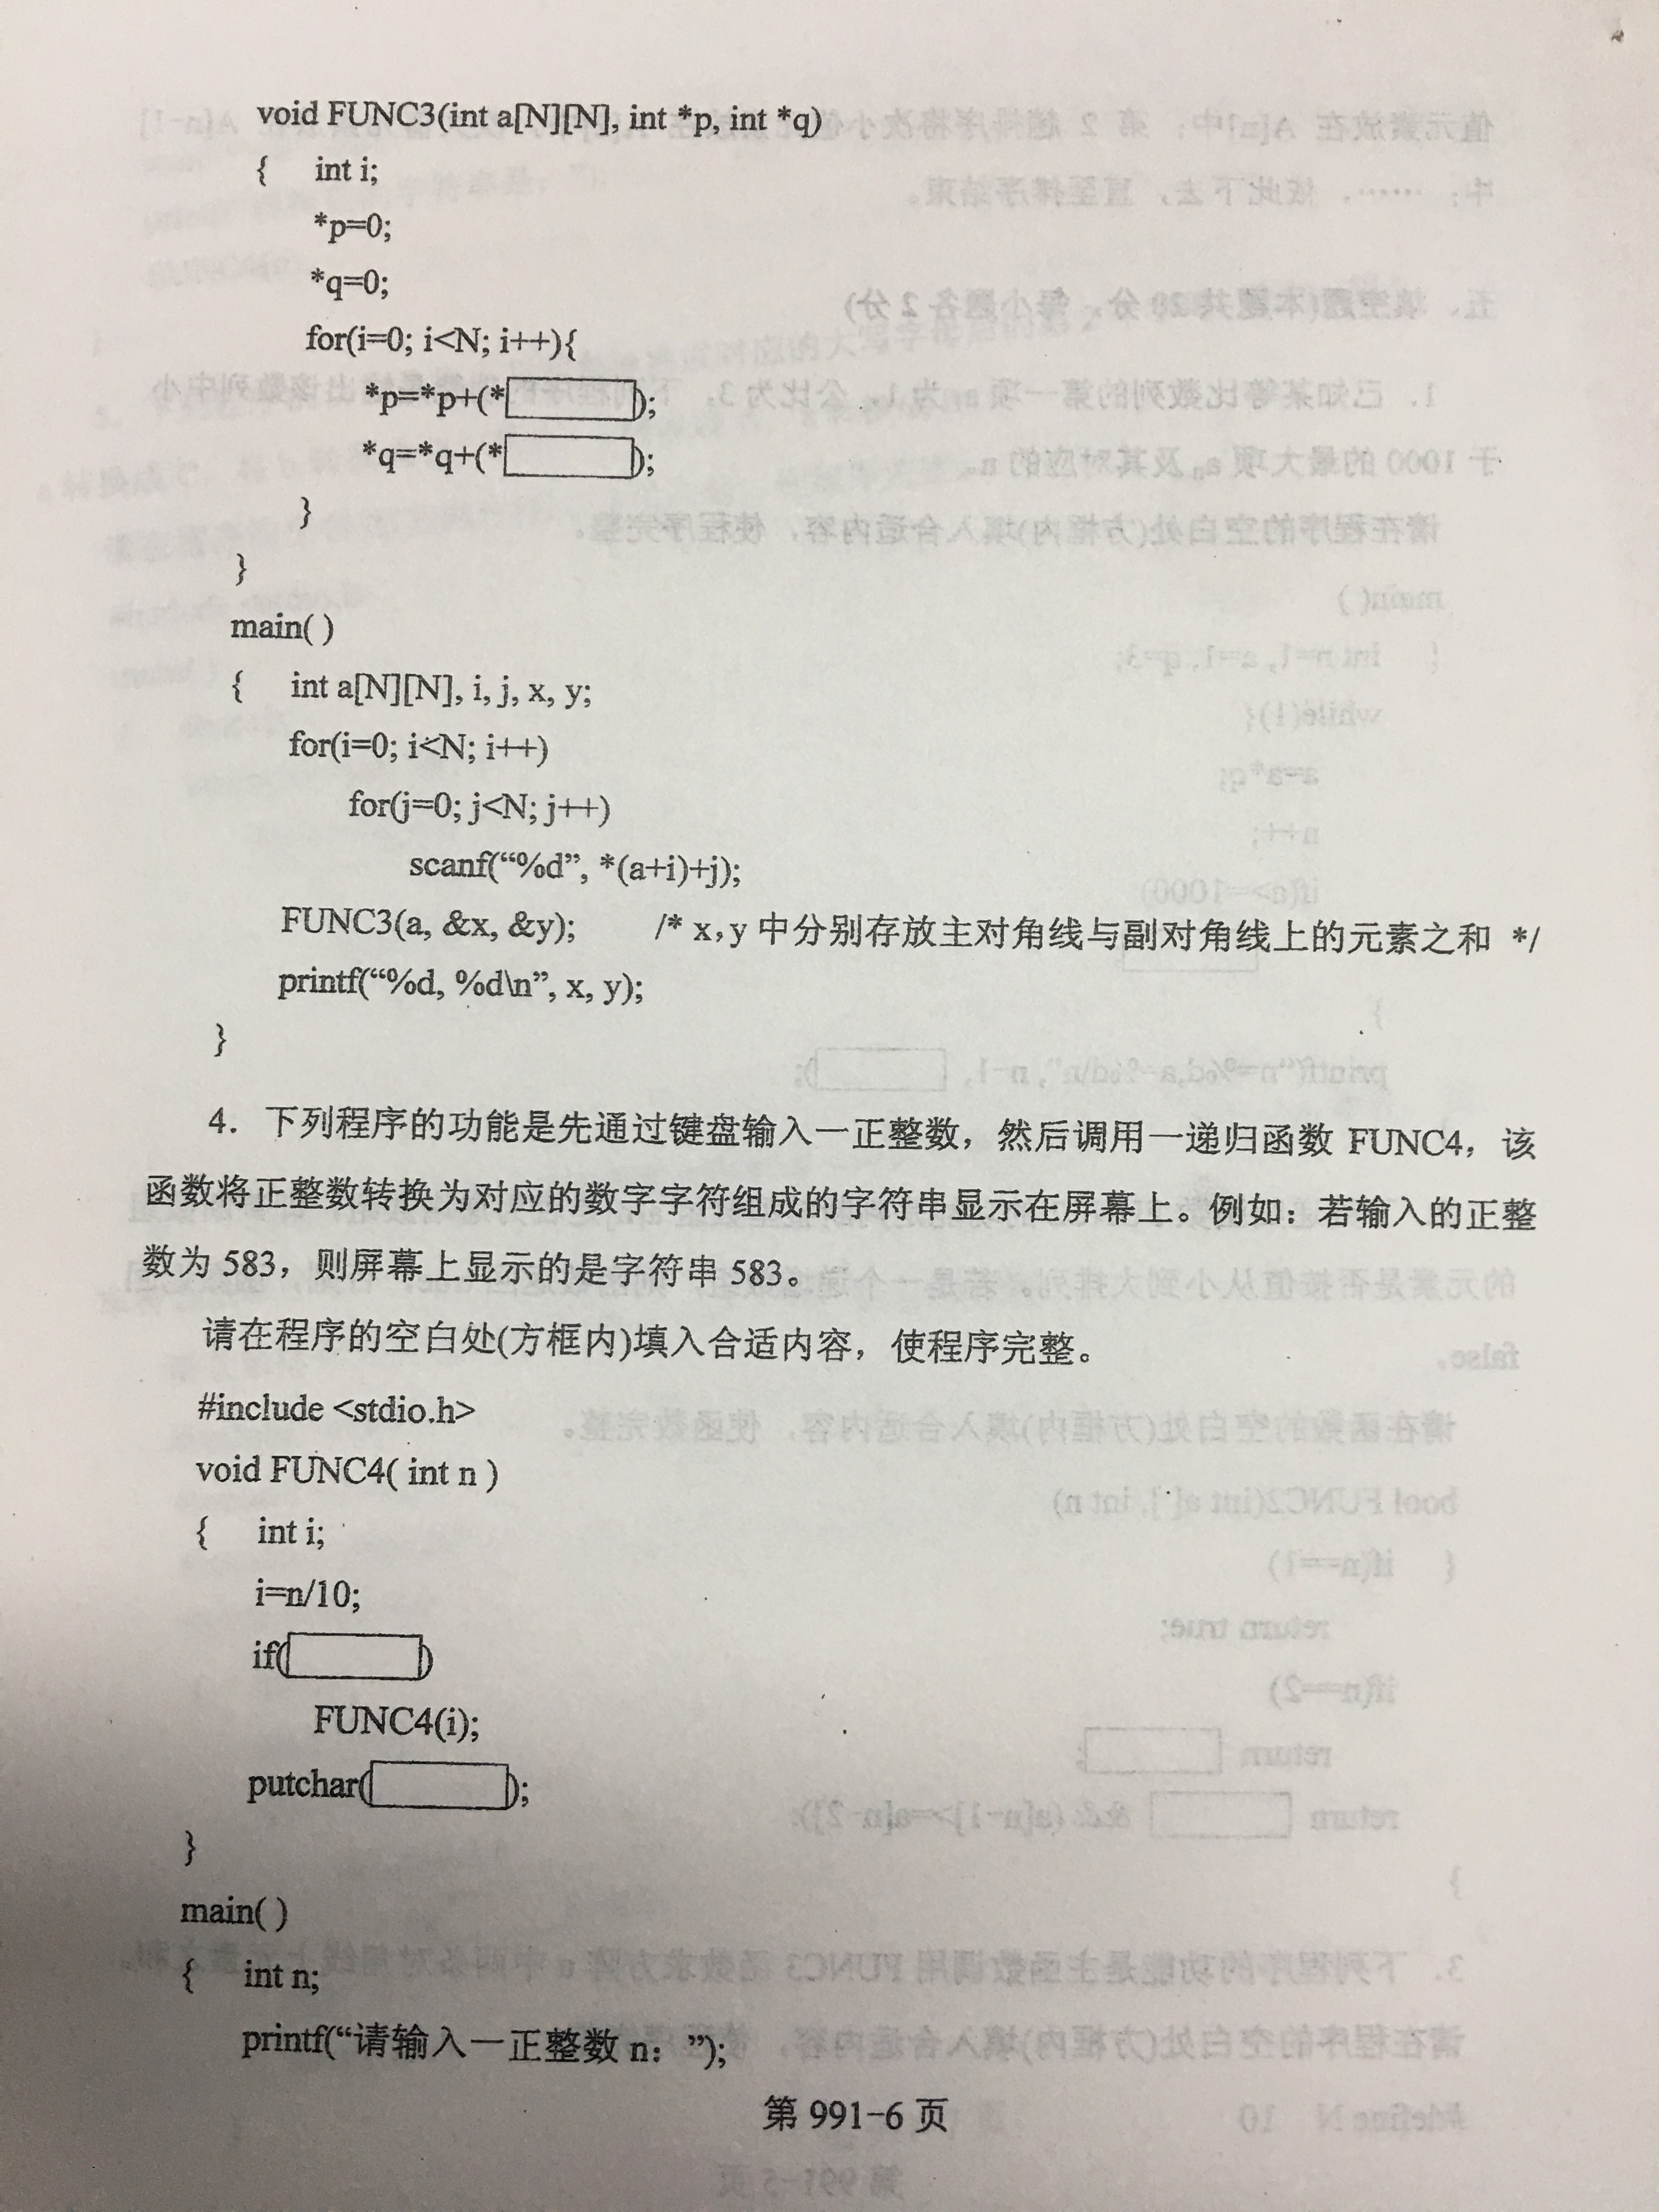 void FUNC3(int a[N][N], int *p, int *q)
{ int i;
*p=0;
*q=0;
for(i=0; i<N; i++){
*p=*p+(* );
*q=*q+(* );
}
}
main( )
{ int a[N][N], i, j, x, y;
for(i=0; i<N; i++)
for(j=0; j<N; j++)
scanf(“%d”, *(a+i)+j);
FUNC3(a, &x, &y); /* x,y 中分别存放主对角线与副对角线上的元素之和 */
printf(“%d, %d\n”, x, y);
}
4. 下列程序的功能是先通过键盘输入一正整数，然后调用一递归函数 FUNC4，该
函数将正整数转换为对应的数字字符组成的字符串显示在屏幕上。例如：若输入的正整
数为 583，则屏幕上显示的是字符串 583。
请在程序的空白处(方框内)填入合适内容，使程序完整。
#include <stdio.h>
void FUNC4( int n )
{ int i;
i=n/10;
if( )
FUNC4(i);
putchar( );
}
main( )
{ int n;
printf(“请输入一正整数 n：”);
第 991-6 页